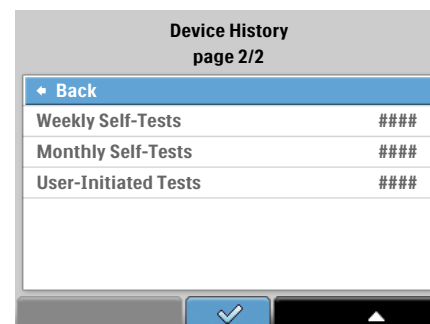 Device History
page 2/2
Back
Weekly Self-Tests ####
Monthly Self-Tests ####
User-Initiated Tests ####